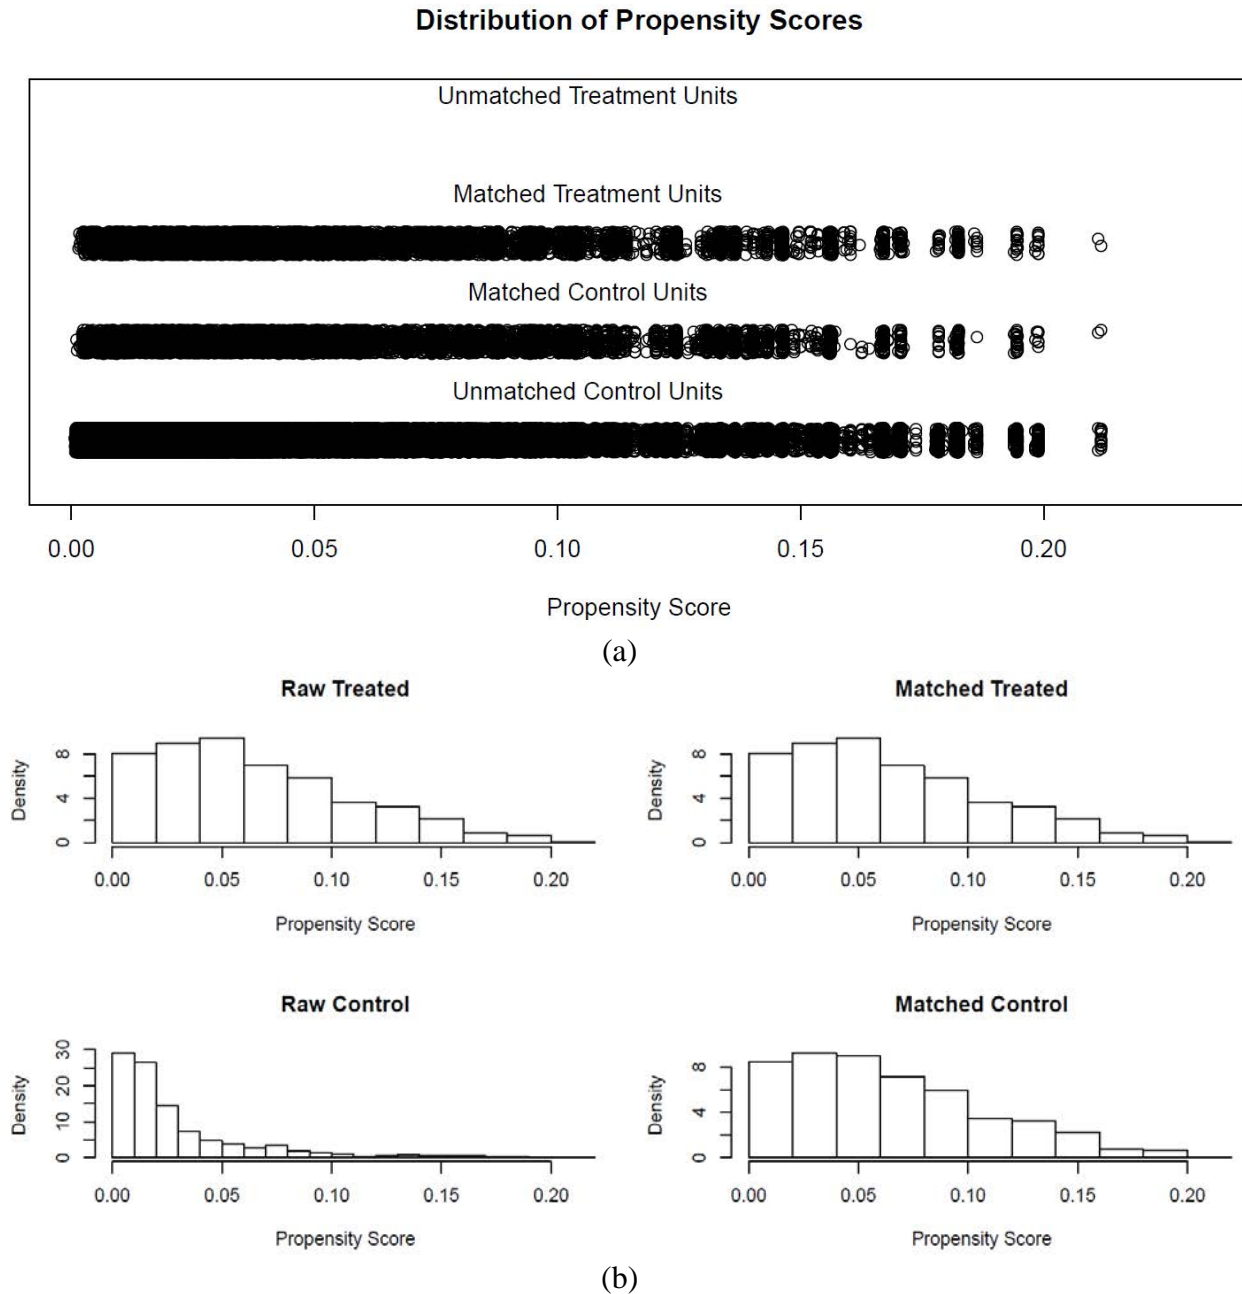 Distribution of Propensity Scores
Unmatched Treatment Units
Matched Treatment Units
Matched Control Units
Unmatched Control Units
0.00 0.05 0.10 0.15 0.20
Propensity Score
(a)
Raw Treated
Density
0 4 8
0.00 0.05 0.10 0.15 0.20
Propensity Score
Matched Treated
Density
0 4 8
0.00 0.05 0.10 0.15 0.20
Propensity Score
Raw Control
Density
0 10 20 30
0.00 0.05 0.10 0.15 0.20
Propensity Score
Matched Control
Density
0 4 8
0.00 0.05 0.10 0.15 0.20
Propensity Score
(b)